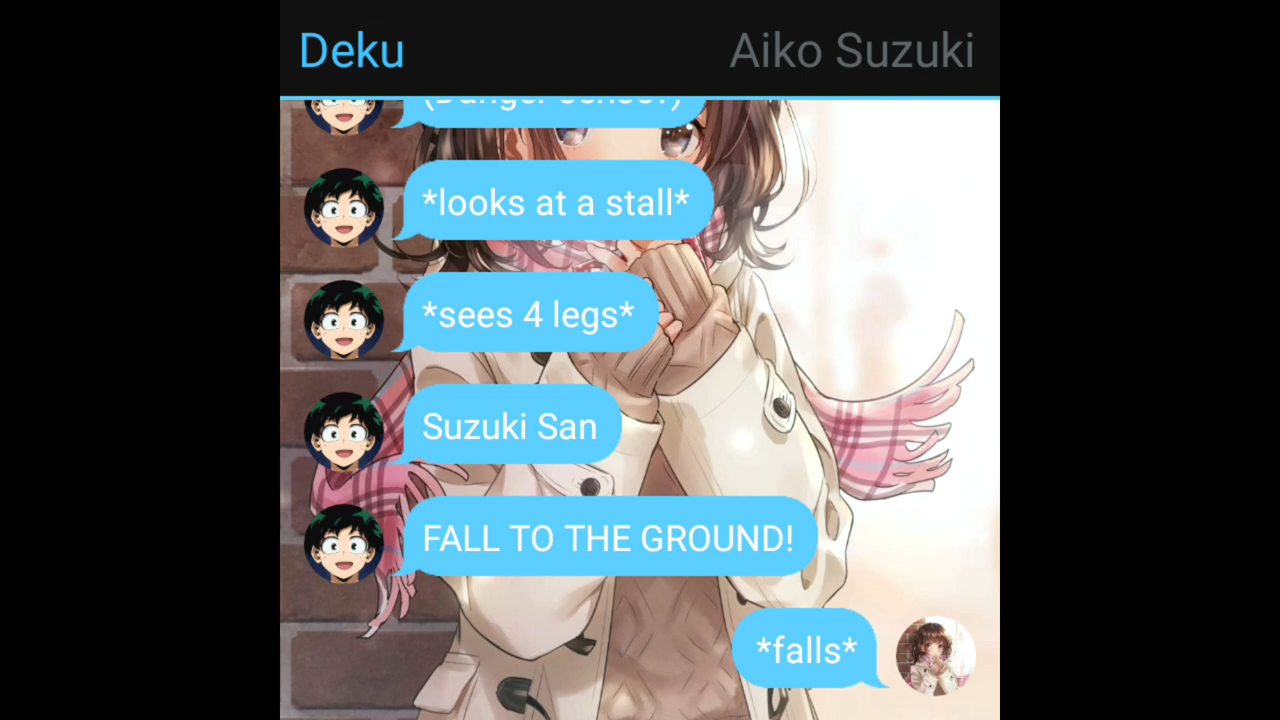 Deku
Aiko Suzuki
*looks at a stall*
*sees 4 legs*
Suzuki San
FALL TO THE GROUND!
*falls*